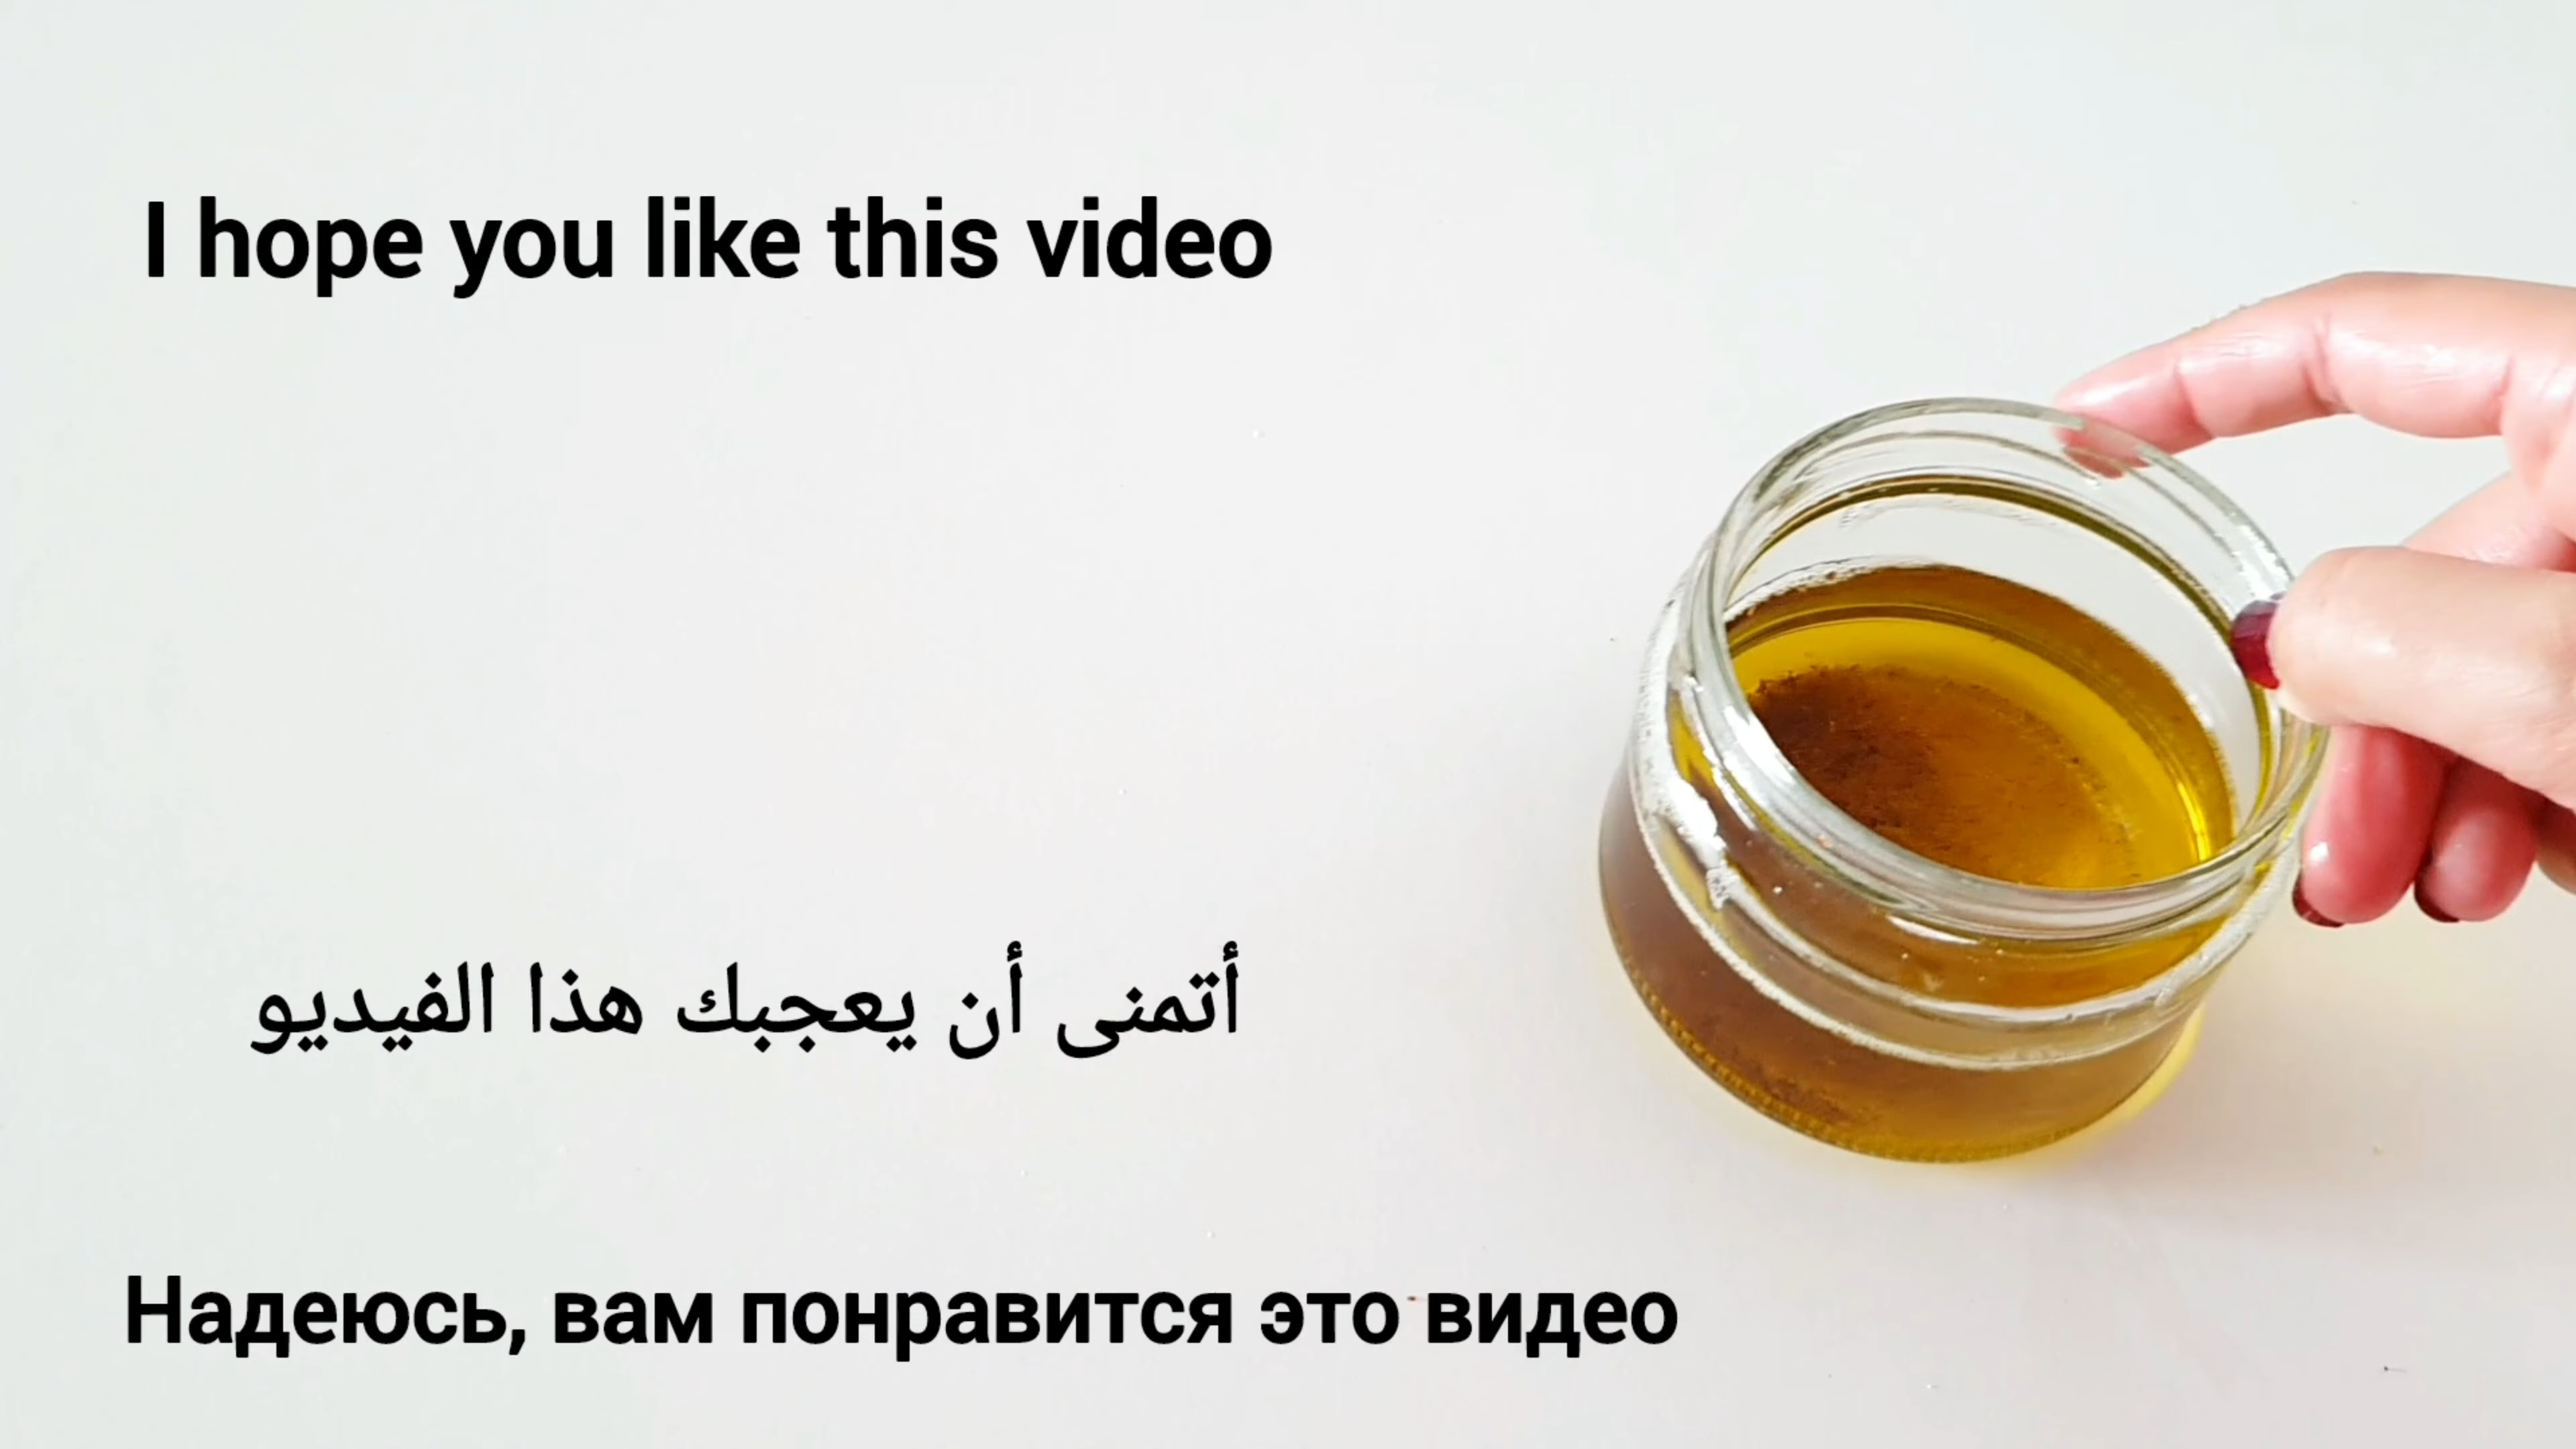 I hope you like this video
أتمنى أن يعجبك هذا الفيديو
Надеюсь, вам понравится это видео